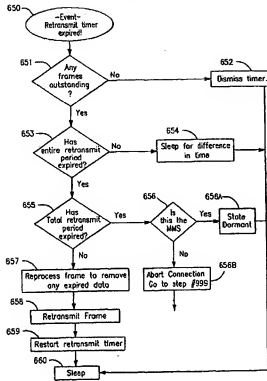 650
-Event-
Retransmit timer
expired!
651
Any
frames
outstanding
?
No
652
Dismiss timer.
Yes
653
Has
entire retransmit
period expired?
No
654
Sleep for difference
in time
Yes
655
Has
Total retransmit
period
expired?
Yes
656
Is
this the
MMS
Yes
656A
State
Dormant
No
No
657
Reprocess frame to remove
any expired data
Abort Connection
Go to step #999
656B
658
Retransmit Frame
659
Restart retransmit timer
660
Sleep